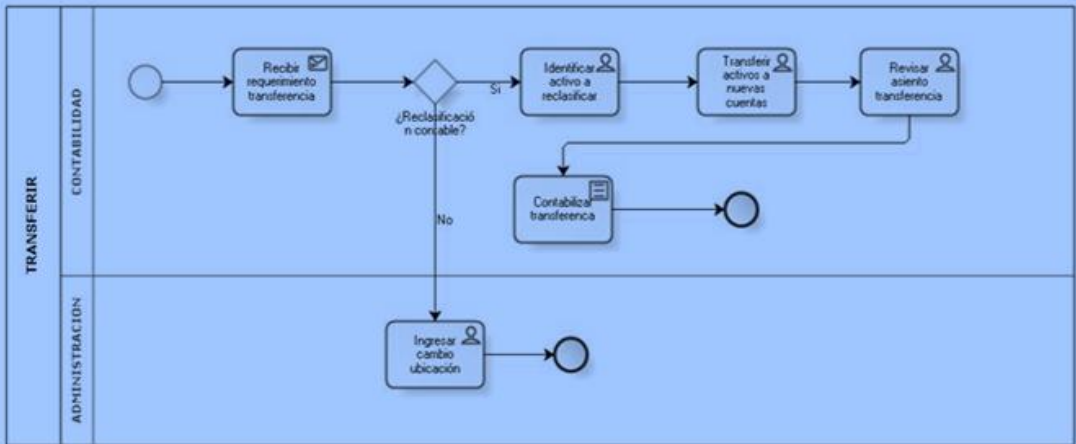 TRANSFERIR
CONTABILIDAD
Recibir
requerimiento
transferencia
¿Reclasificació
n contable?
Si
Identificar
activo a
reclasificar
Transferir
activos a
nuevas
cuentas
Revisar
asiento
transferencia
Contabilizar
transferenca
No
ADMINISTRACION
Ingresar
cambio
ubicación